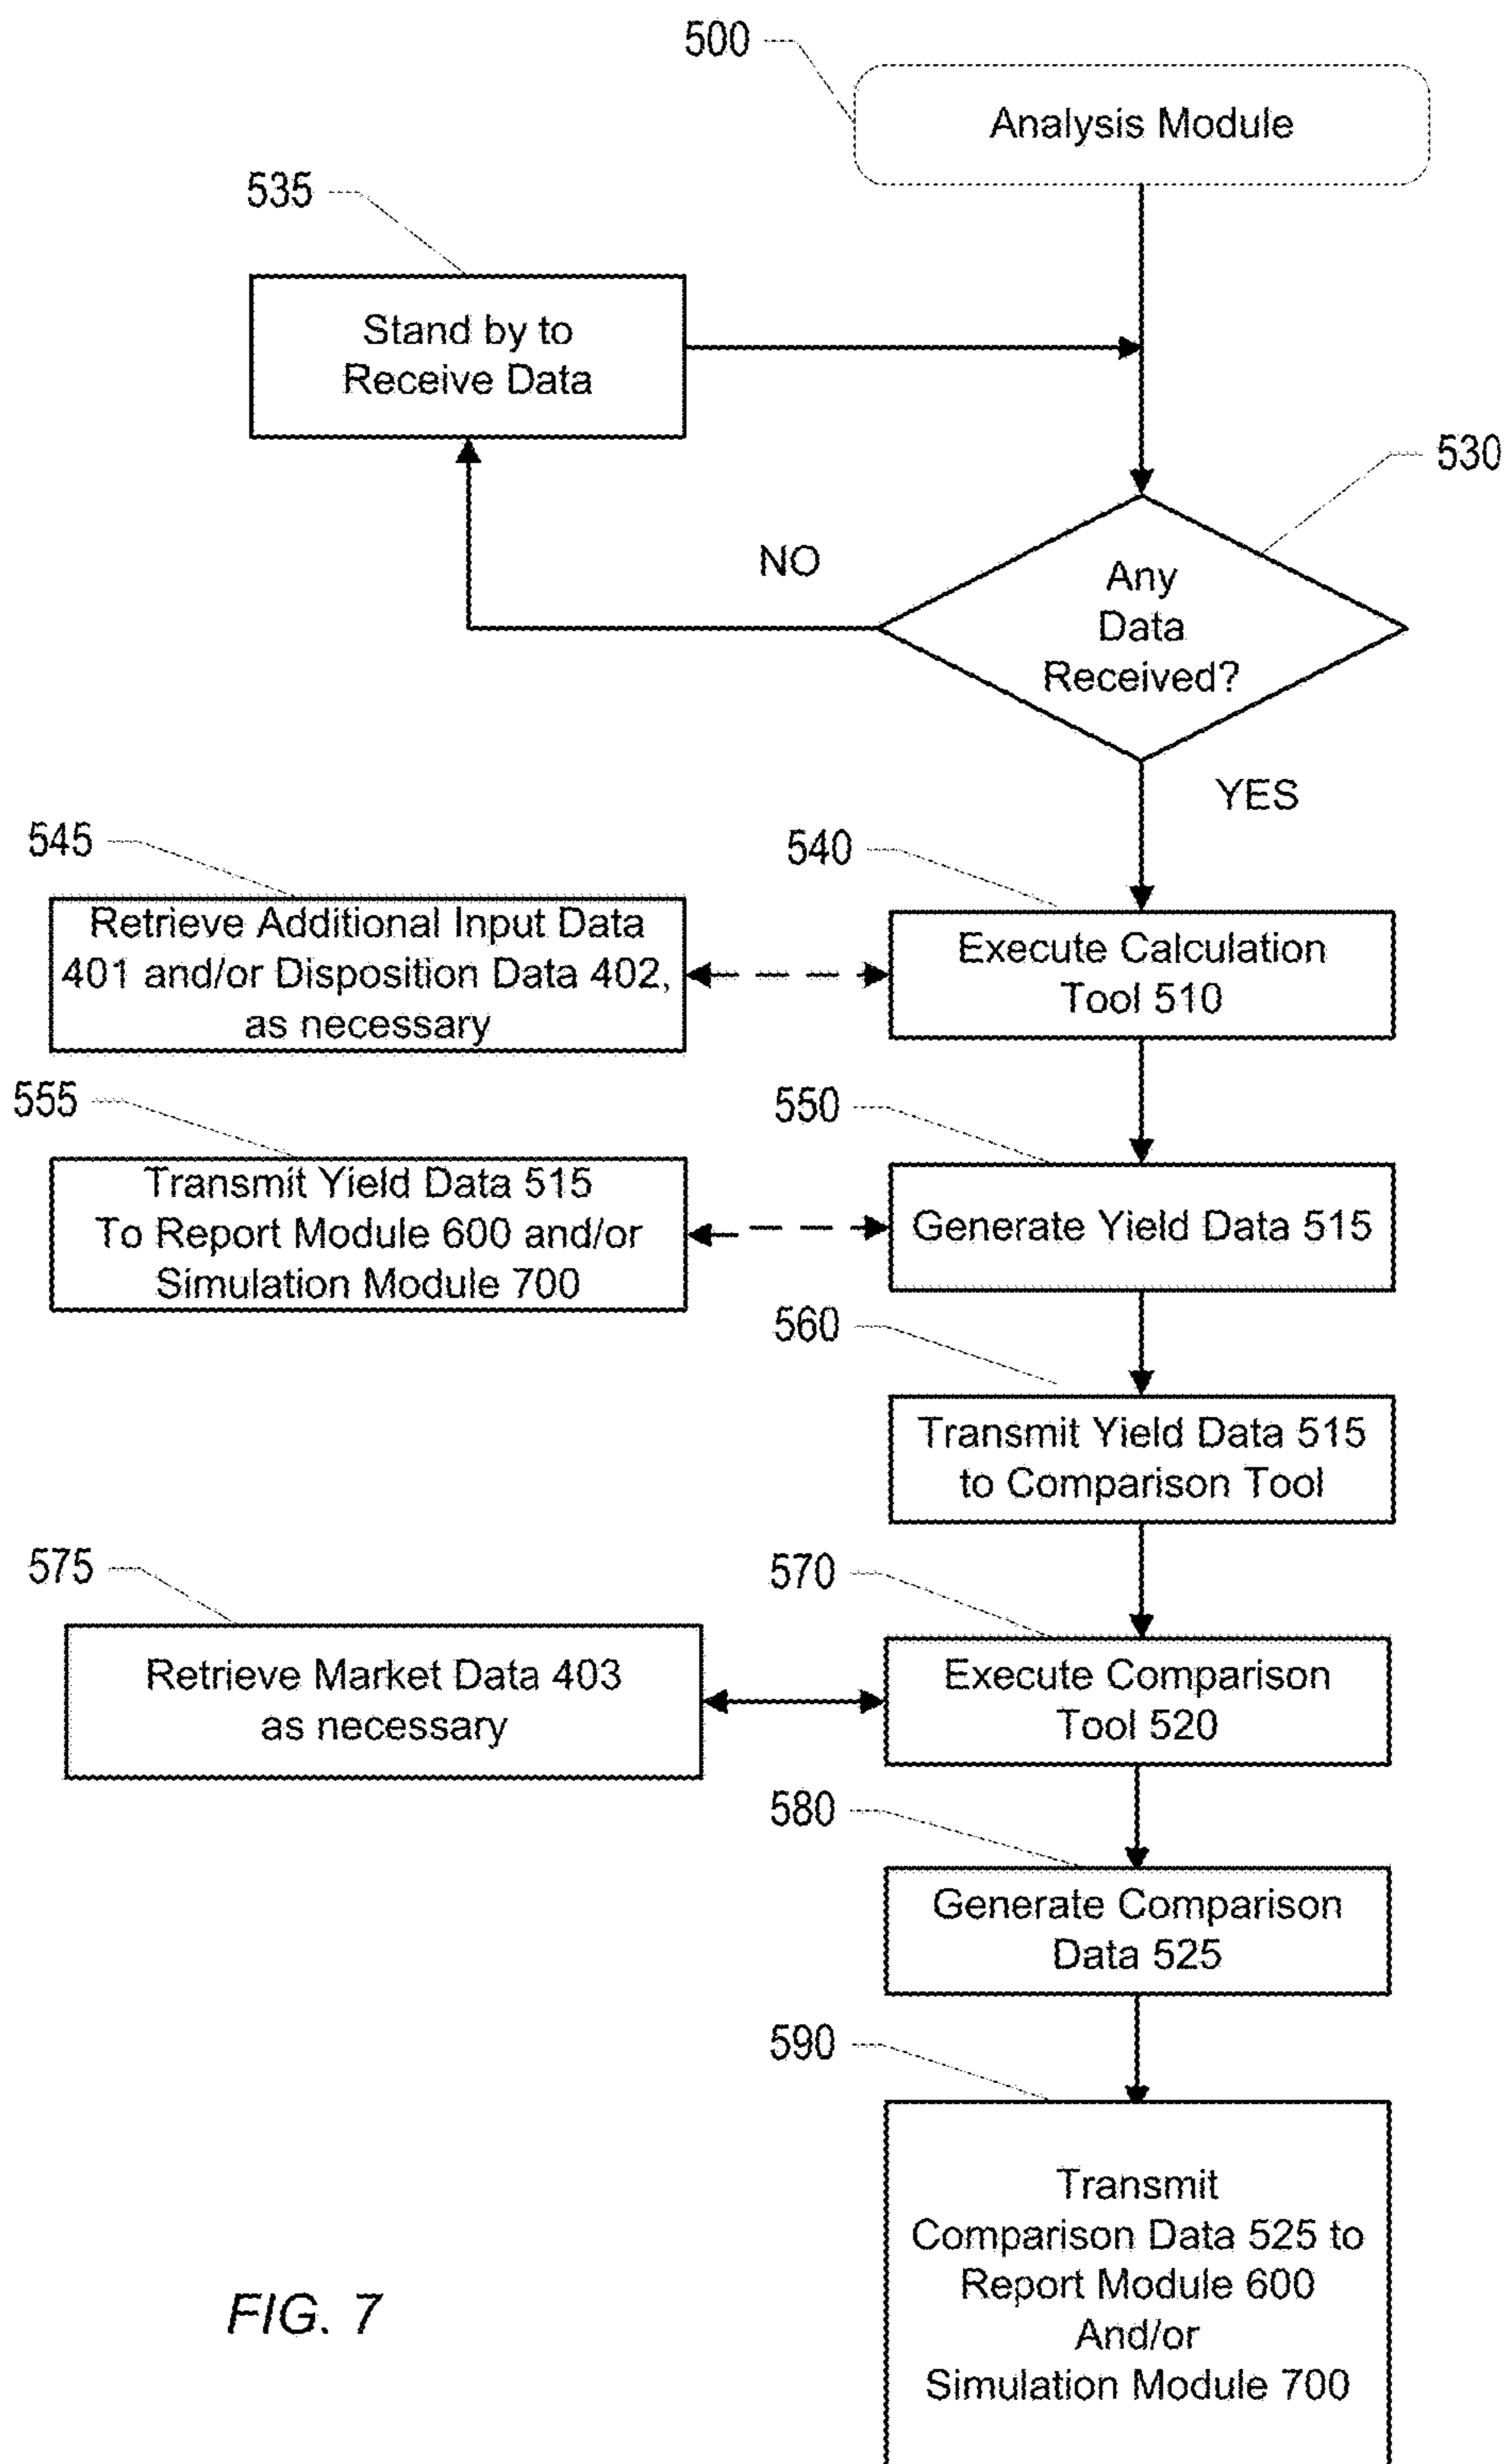 500
Analysis Module
535
Stand by to
Receive Data
530
NO
Any
Data
Received?
YES
545
540
Retrieve Additional Input Data
401 and/or Disposition Data 402,
as necessary
Execute Calculation
Tool 510
555
550
Transmit Yield Data 515
To Report Module 600 and/or
Simulation Module 700
Generate Yield Data 515
560
Transmit Yield Data 515
to Comparison Tool
575
570
Retrieve Market Data 403
as necessary
Execute Comparison
Tool 520
580
Generate Comparison
Data 525
590
Transmit
Comparison Data 525 to
Report Module 600
And/or
Simulation Module 700
FIG. 7